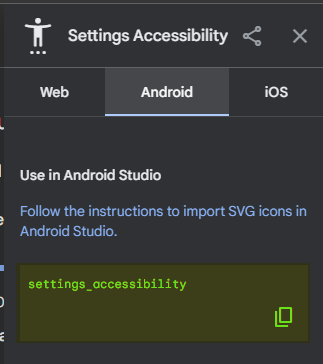 Settings Accessibility
Web
Android
iOS
Use in Android Studio
Follow the instructions to import SVG icons in
Android Studio.
settings_accessibility